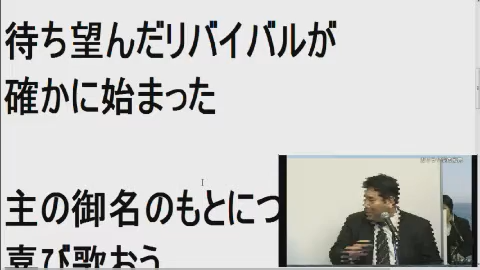 待ち望んだリバイバルが
確かに始まった
主の御名のもとにつ
喜び歌おう